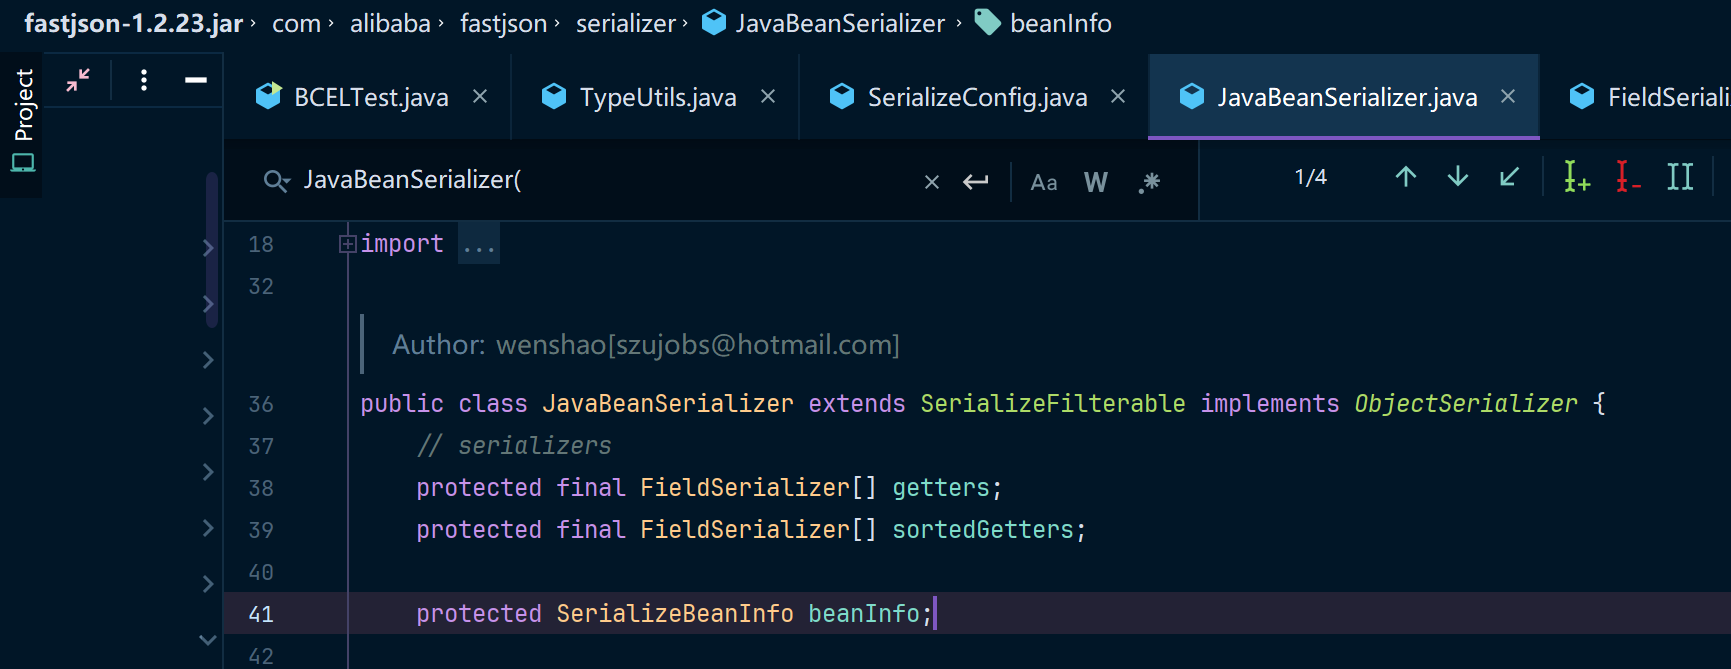 fastjson-1.2.23.jar › com › alibaba › fastjson › serializer › JavaBeanSerializer › beanInfo
Project
BCELTest.java TypeUtils.java SerializeConfig.java JavaBeanSerializer.java FieldSeriali
JavaBeanSerializer( Aa W .* 1/4
18 import ...
32
Author: wenshao[szujobs@hotmail.com]
36 public class JavaBeanSerializer extends SerializeFilterable implements ObjectSerializer {
37 // serializers
38 protected final FieldSerializer[] getters;
39 protected final FieldSerializer[] sortedGetters;
40
41 protected SerializeBeanInfo beanInfo;
42